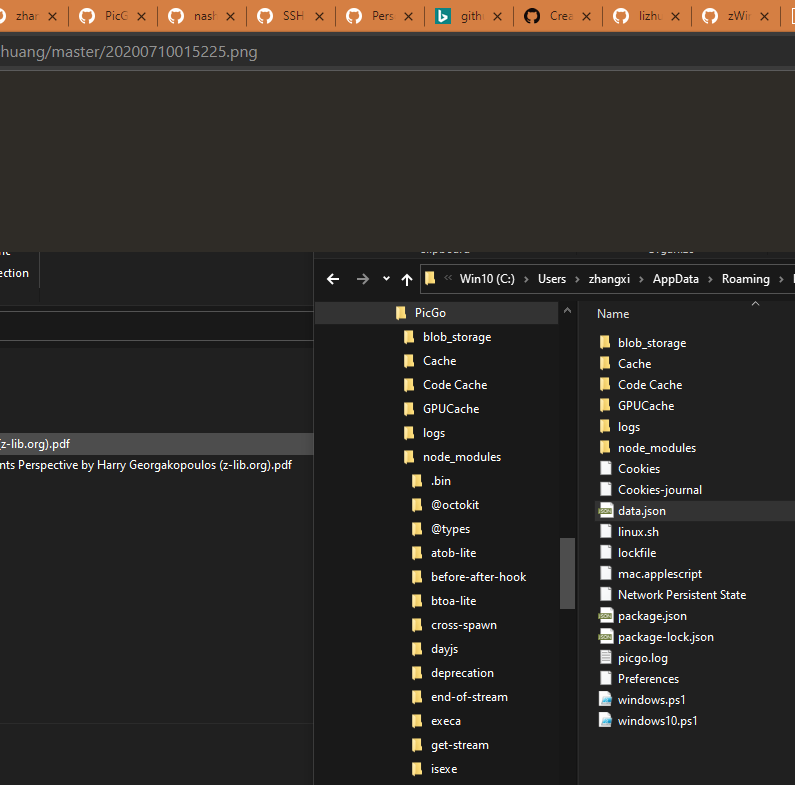 zhar PicG nash SSH Pers gith Crea lizhu zWin
huang/master/20200710015225.png
ection
Win10 (C:) Users zhangxi AppData Roaming
PicGo
blob_storage
Cache
Code Cache
GPUCache
logs
node_modules
.bin
@octokit
@types
atob-lite
before-after-hook
btoa-lite
cross-spawn
dayjs
deprecation
end-of-stream
execa
get-stream
isexe
(z-lib.org).pdf
nts Perspective by Harry Georgakopoulos (z-lib.org).pdf
Name
blob_storage
Cache
Code Cache
GPUCache
logs
node_modules
Cookies
Cookies-journal
data.json
linux.sh
lockfile
mac.applescript
Network Persistent State
package.json
package-lock.json
picgo.log
Preferences
windows.ps1
windows10.ps1